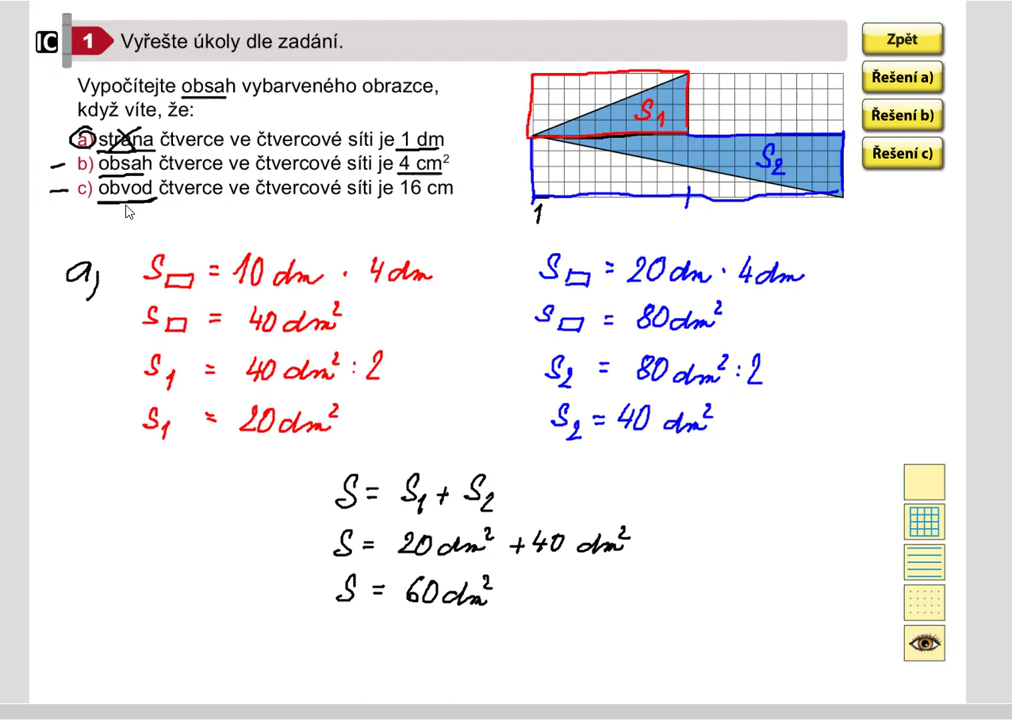 IC 1 Vyřešte úkoly dle zadání.
Zpět
Řešení a)
Řešení b)
Řešení c)
Vypočítejte obsah vybarveného obrazce,
když víte, že:
a) strana čtverce ve čtvercové síti je 1 dm
b) obsah čtverce ve čtvercové síti je 4 cm²
c) obvod čtverce ve čtvercové síti je 16 cm
S₁
S₂
1
a,
S▭ = 10 dm · 4 dm
S▭ = 40 dm²
S₁ = 40 dm² : 2
S₁ = 20 dm²
S▭ = 20 dm · 4 dm
S▭ = 80 dm²
S₂ = 80 dm² : 2
S₂ = 40 dm²
S = S₁ + S₂
S = 20 dm² + 40 dm²
S = 60 dm²